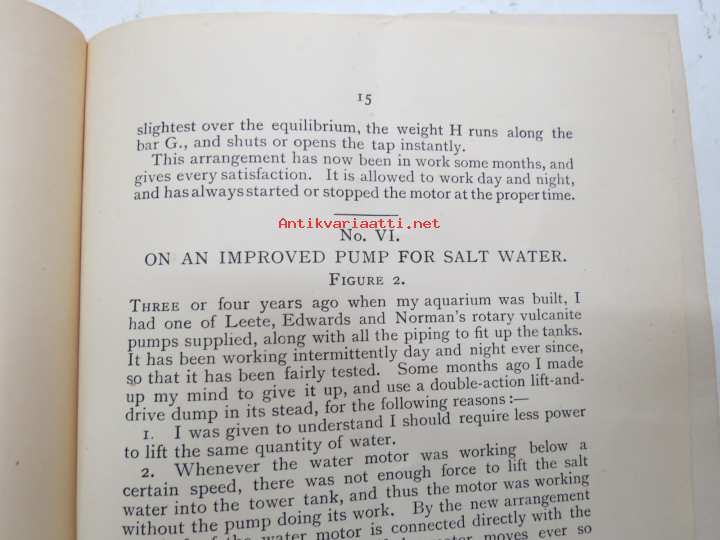 15
slightest over the equilibrium, the weight H runs along the
bar G., and shuts or opens the tap instantly.
This arrangement has now been in work some months, and
gives every satisfaction. It is allowed to work day and night,
and has always started or stopped the motor at the proper time.
Antikvariaatti.net
No. VI.
ON AN IMPROVED PUMP FOR SALT WATER.
FIGURE 2.
THREE or four years ago when my aquarium was built, I
had one of Leete, Edwards and Norman's rotary vulcanite
pumps supplied, along with all the piping to fit up the tanks.
It has been working intermittently day and night ever since,
so that it has been fairly tested. Some months ago I made
up my mind to give it up, and use a double-action lift-and-
drive dump in its stead, for the following reasons :—
1. I was given to understand I should require less power
to lift the same quantity of water.
2. Whenever the water motor was working below a
certain speed, there was not enough force to lift the salt
water into the tower tank, and thus the motor was working
without the pump doing its work. By the new arrangement
of the water motor is connected directly with the
motor moves ever so